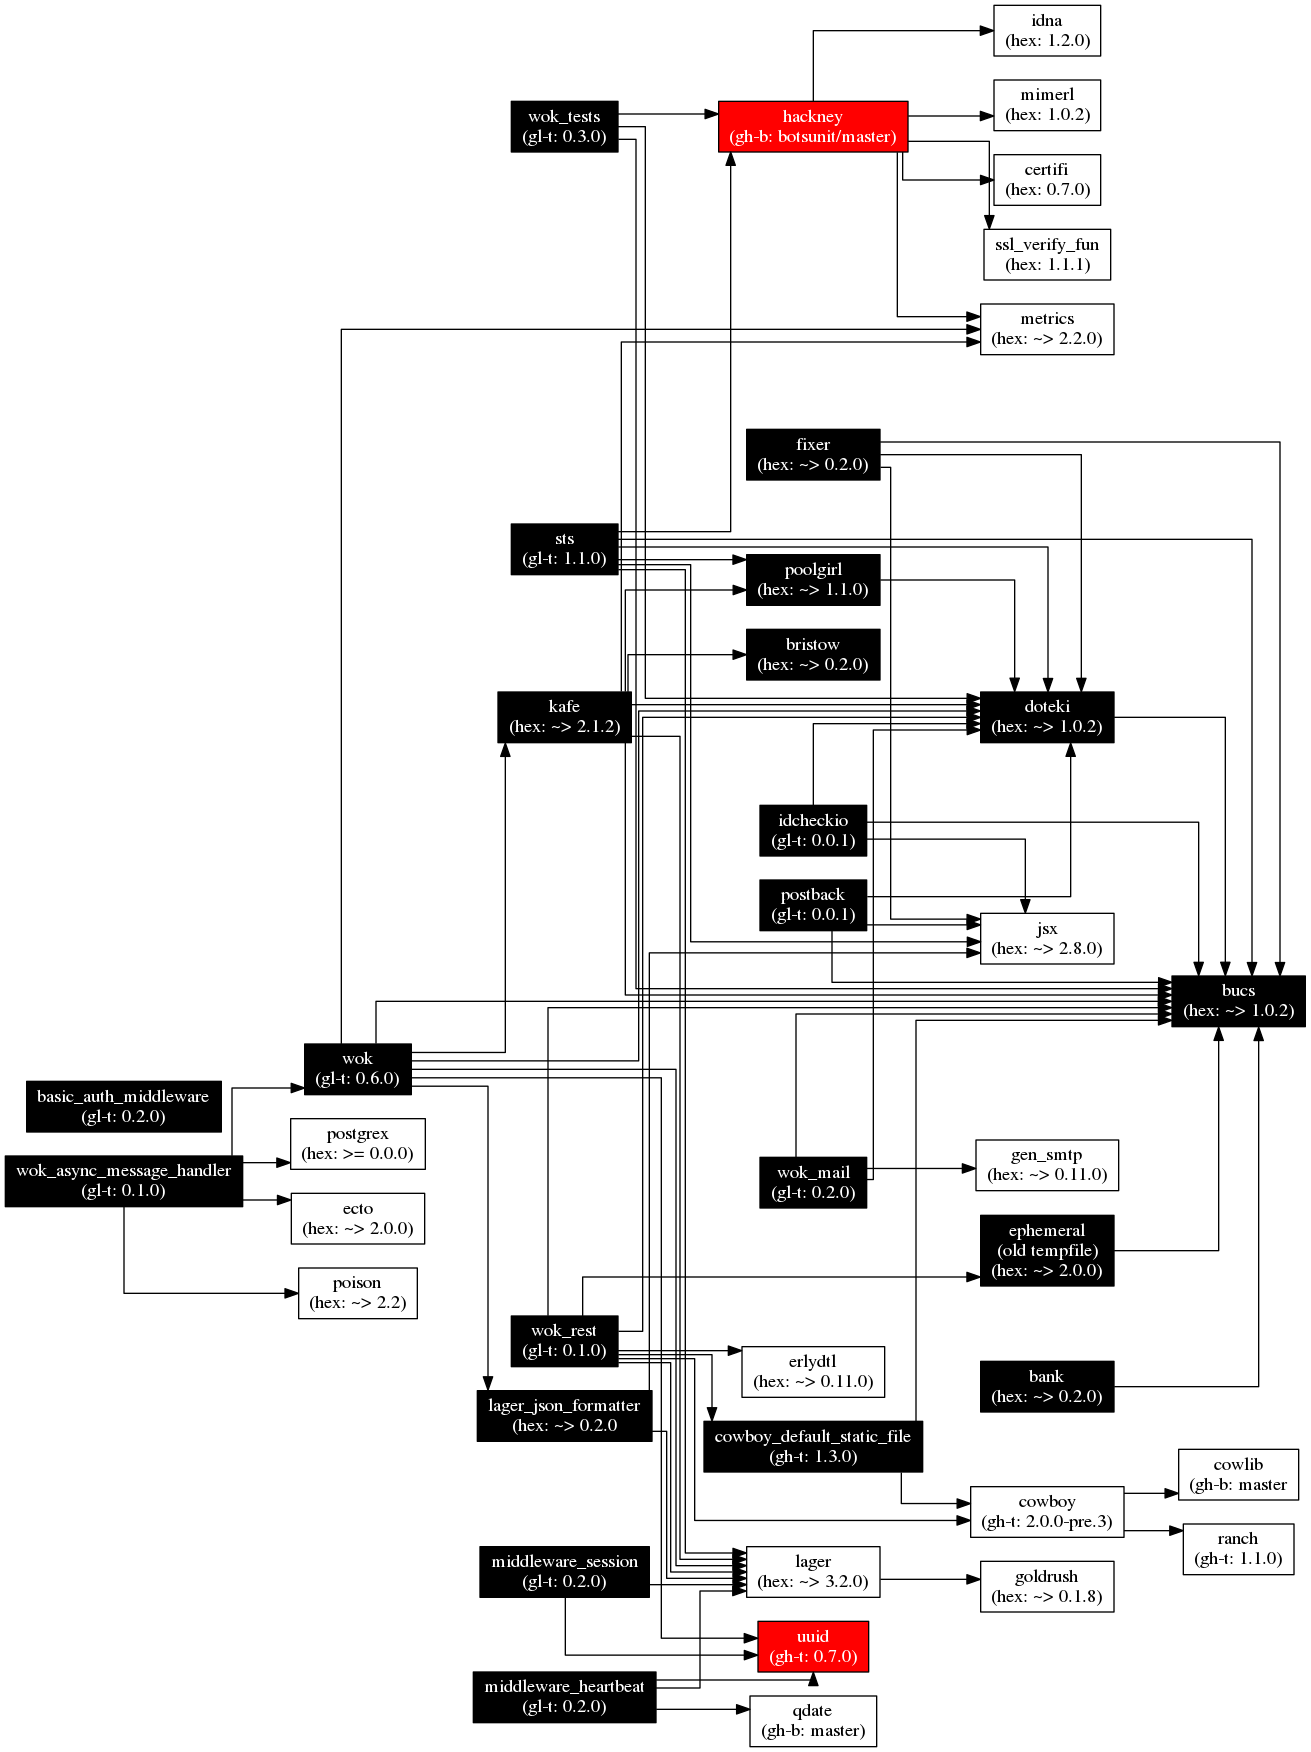 idna
(hex: 1.2.0)
mimerl
(hex: 1.0.2)
wok_tests
(gl-t: 0.3.0)
hackney
(gh-b: botsunit/master)
certifi
(hex: 0.7.0)
ssl_verify_fun
(hex: 1.1.1)
metrics
(hex: ~> 2.2.0)
fixer
(hex: ~> 0.2.0)
sts
(gl-t: 1.1.0)
poolgirl
(hex: ~> 1.1.0)
bristow
(hex: ~> 0.2.0)
kafe
(hex: ~> 2.1.2)
doteki
(hex: ~> 1.0.2)
idcheckio
(gl-t: 0.0.1)
postback
(gl-t: 0.0.1)
jsx
(hex: ~> 2.8.0)
bucs
(hex: ~> 1.0.2)
wok
(gl-t: 0.6.0)
basic_auth_middleware
(gl-t: 0.2.0)
postgrex
(hex: >= 0.0.0)
wok_async_message_handler
(gl-t: 0.1.0)
ecto
(hex: ~> 2.0.0)
poison
(hex: ~> 2.2)
wok_mail
(gl-t: 0.2.0)
gen_smtp
(hex: ~> 0.11.0)
ephemeral
(old tempfile)
(hex: ~> 2.0.0)
wok_rest
(gl-t: 0.1.0)
erlydtl
(hex: ~> 0.11.0)
bank
(hex: ~> 0.2.0)
lager_json_formatter
(hex: ~> 0.2.0
cowboy_default_static_file
(gh-t: 1.3.0)
cowlib
(gh-b: master
cowboy
(gh-t: 2.0.0-pre.3)
ranch
(gh-t: 1.1.0)
middleware_session
(gl-t: 0.2.0)
lager
(hex: ~> 3.2.0)
goldrush
(hex: ~> 0.1.8)
uuid
(gh-t: 0.7.0)
middleware_heartbeat
(gl-t: 0.2.0)
qdate
(gh-b: master)